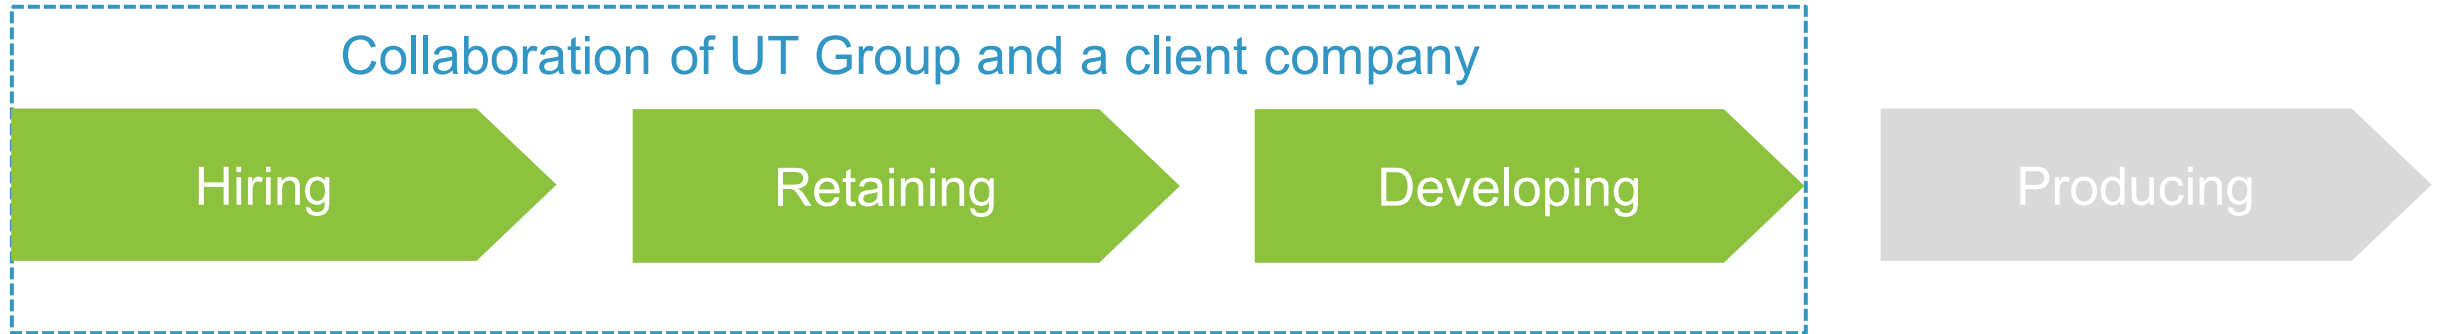 Collaboration of UT Group and a client company
Hiring
Retaining
Developing
Producing